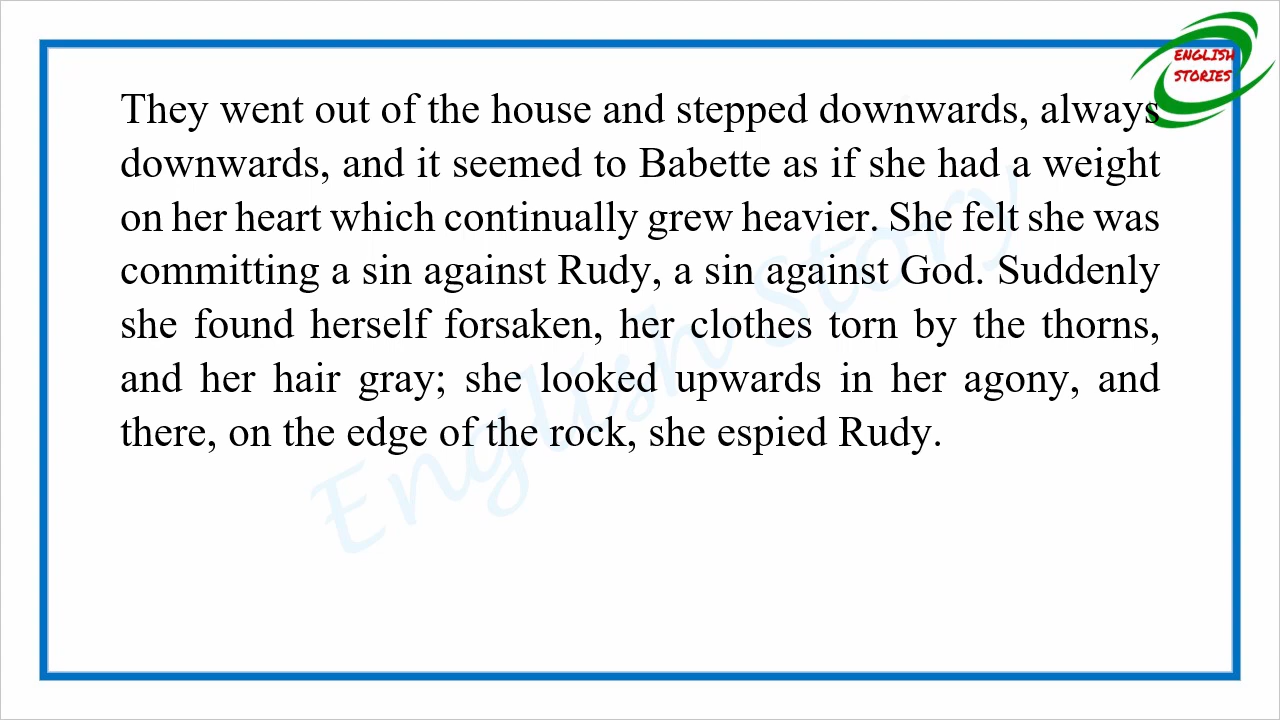 ENGLISH
STORIES
They went out of the house and stepped downwards, always
downwards, and it seemed to Babette as if she had a weight
on her heart which continually grew heavier. She felt she was
committing a sin against Rudy, a sin against God. Suddenly
she found herself forsaken, her clothes torn by the thorns,
and her hair gray; she looked upwards in her agony, and
there, on the edge of the rock, she espied Rudy.
English Story